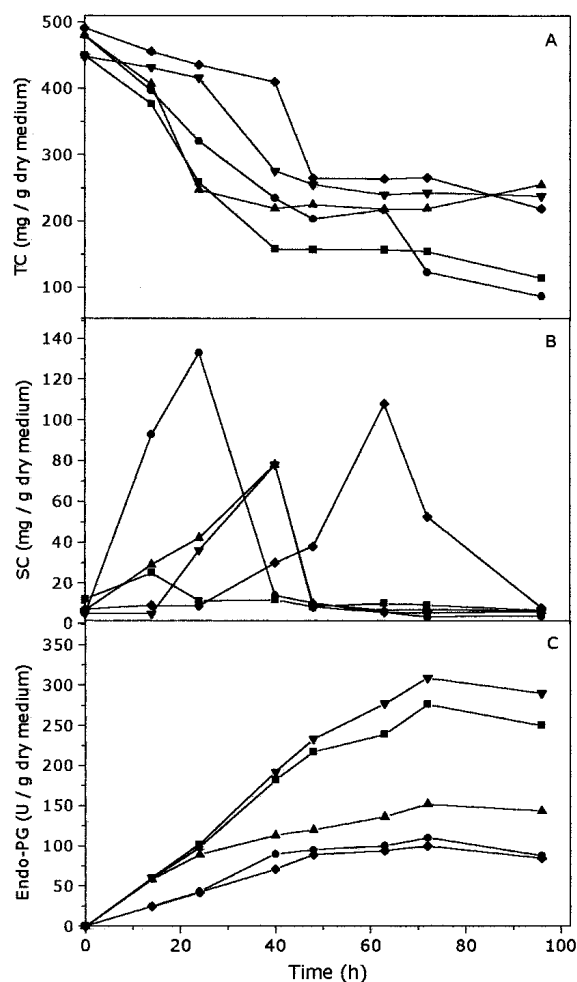 A
TC (mg / g dry medium)
500
400
300
200
100
B
SC (mg / g dry medium)
140
120
100
80
60
40
20
0
C
Endo-PG (U / g dry medium)
350
300
250
200
150
100
50
0
0 20 40 60 80 100
Time (h)